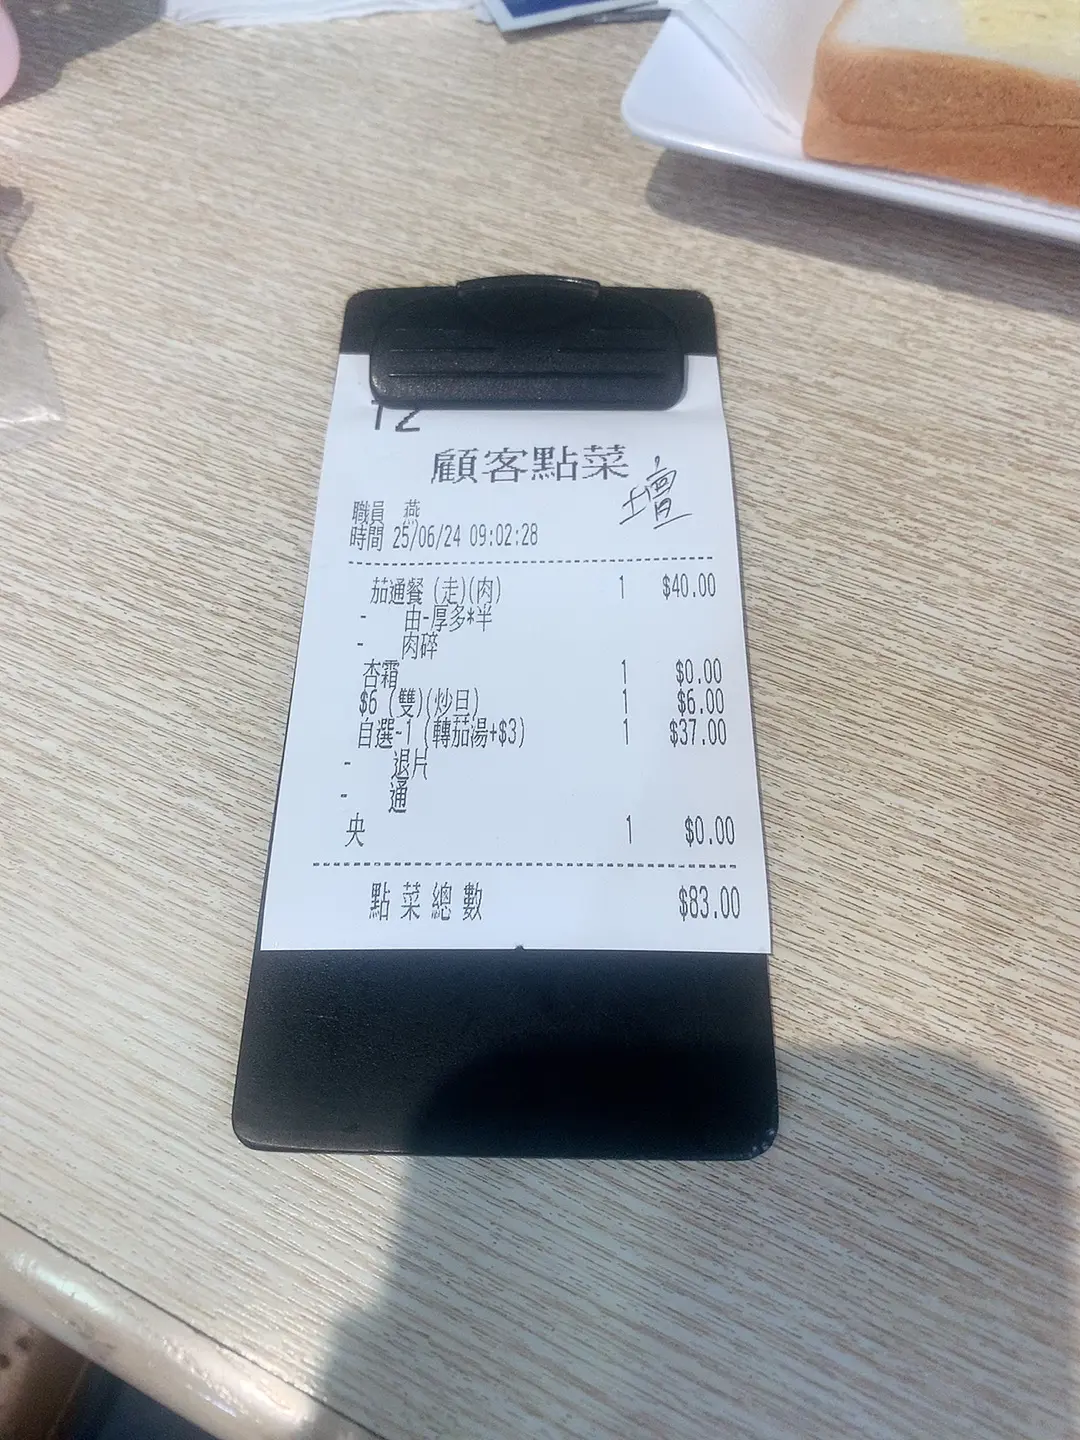 12
顧客點菜
壇
職員 燕
時間 25/06/24 09:02:28
茄通餐 (走)(肉) 1 $40.00
- 由-厚多*半
- 肉碎
杏霜 1 $0.00
$6 (雙)(炒旦) 1 $6.00
自選-1 (轉茄湯+$3) 1 $37.00
- 退片
- 通
央 1 $0.00
點菜總數 $83.00